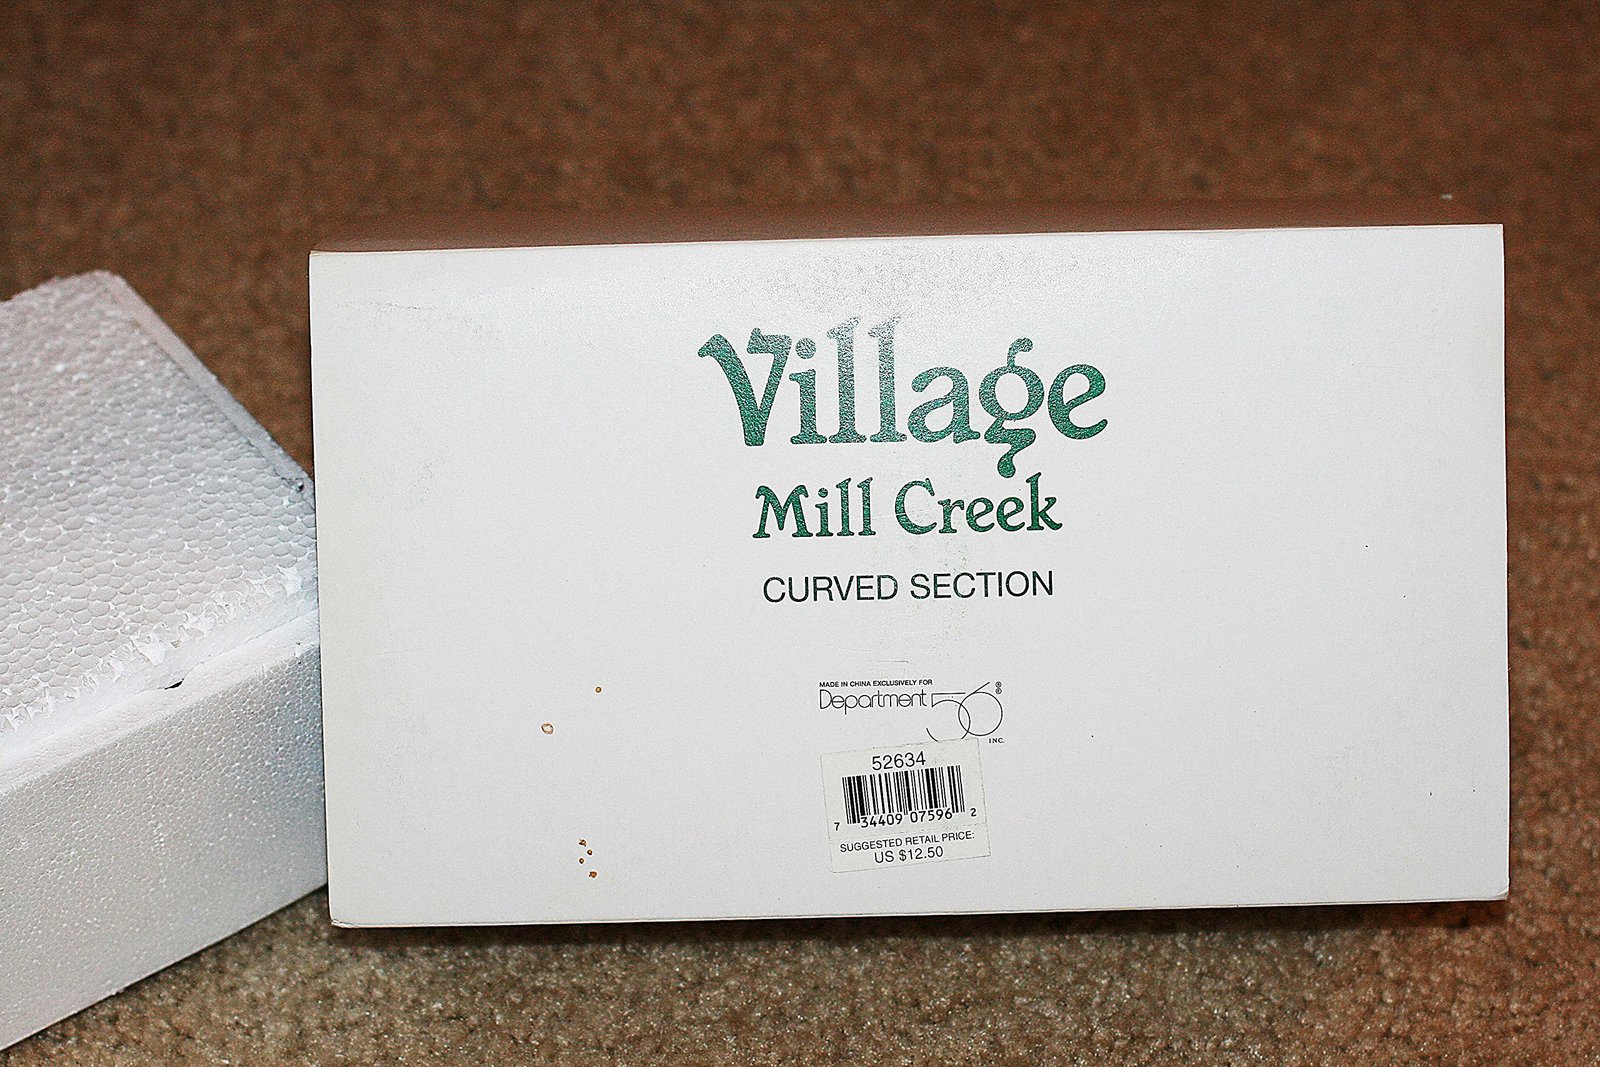 Village
Mill Creek
CURVED SECTION
MADE IN CHINA EXCLUSIVELY FOR
Department 56 ®
INC.
52634
7 34409 07596 2
SUGGESTED RETAIL PRICE:
US $12.50